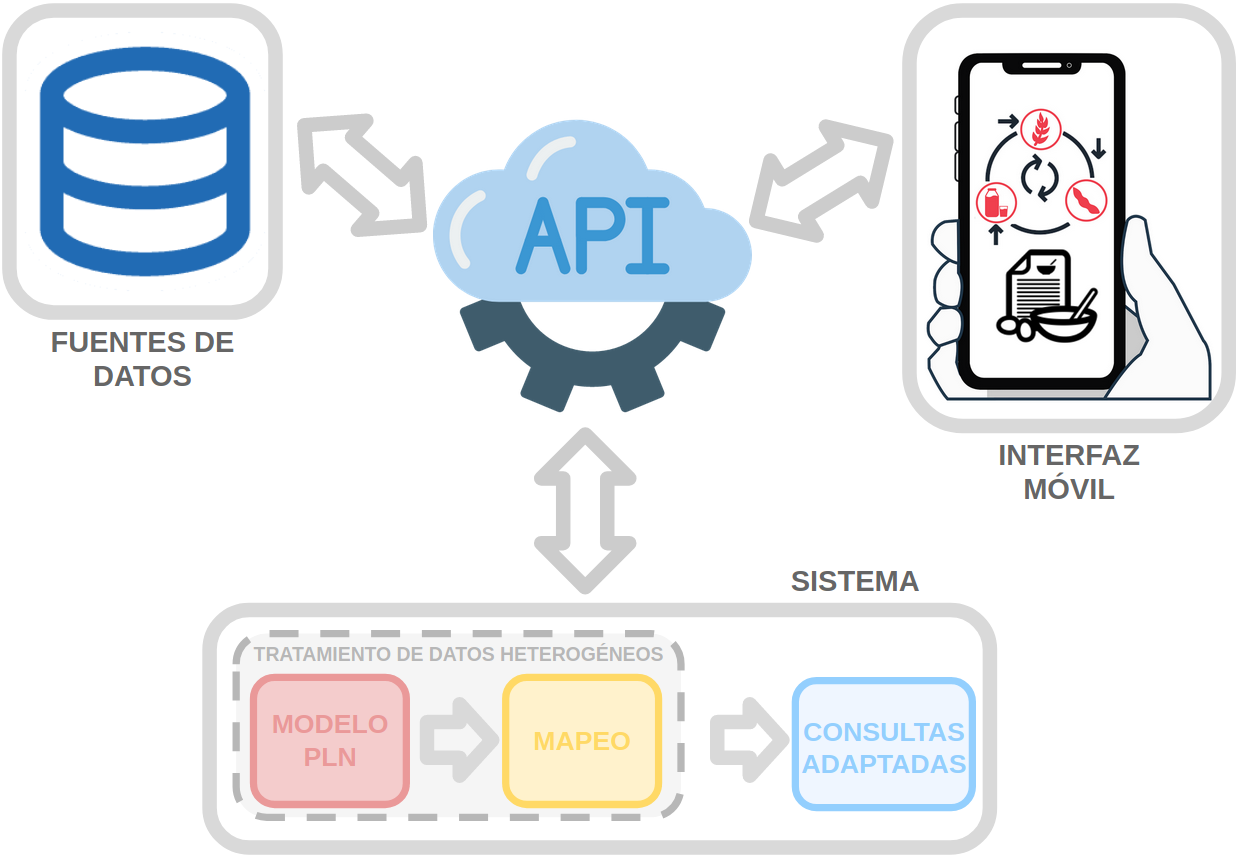 API
FUENTES DE
DATOS
INTERFAZ
MÓVIL
SISTEMA
TRATAMIENTO DE DATOS HETEROGÉNEOS
MODELO
PLN
MAPEO
CONSULTAS
ADAPTADAS